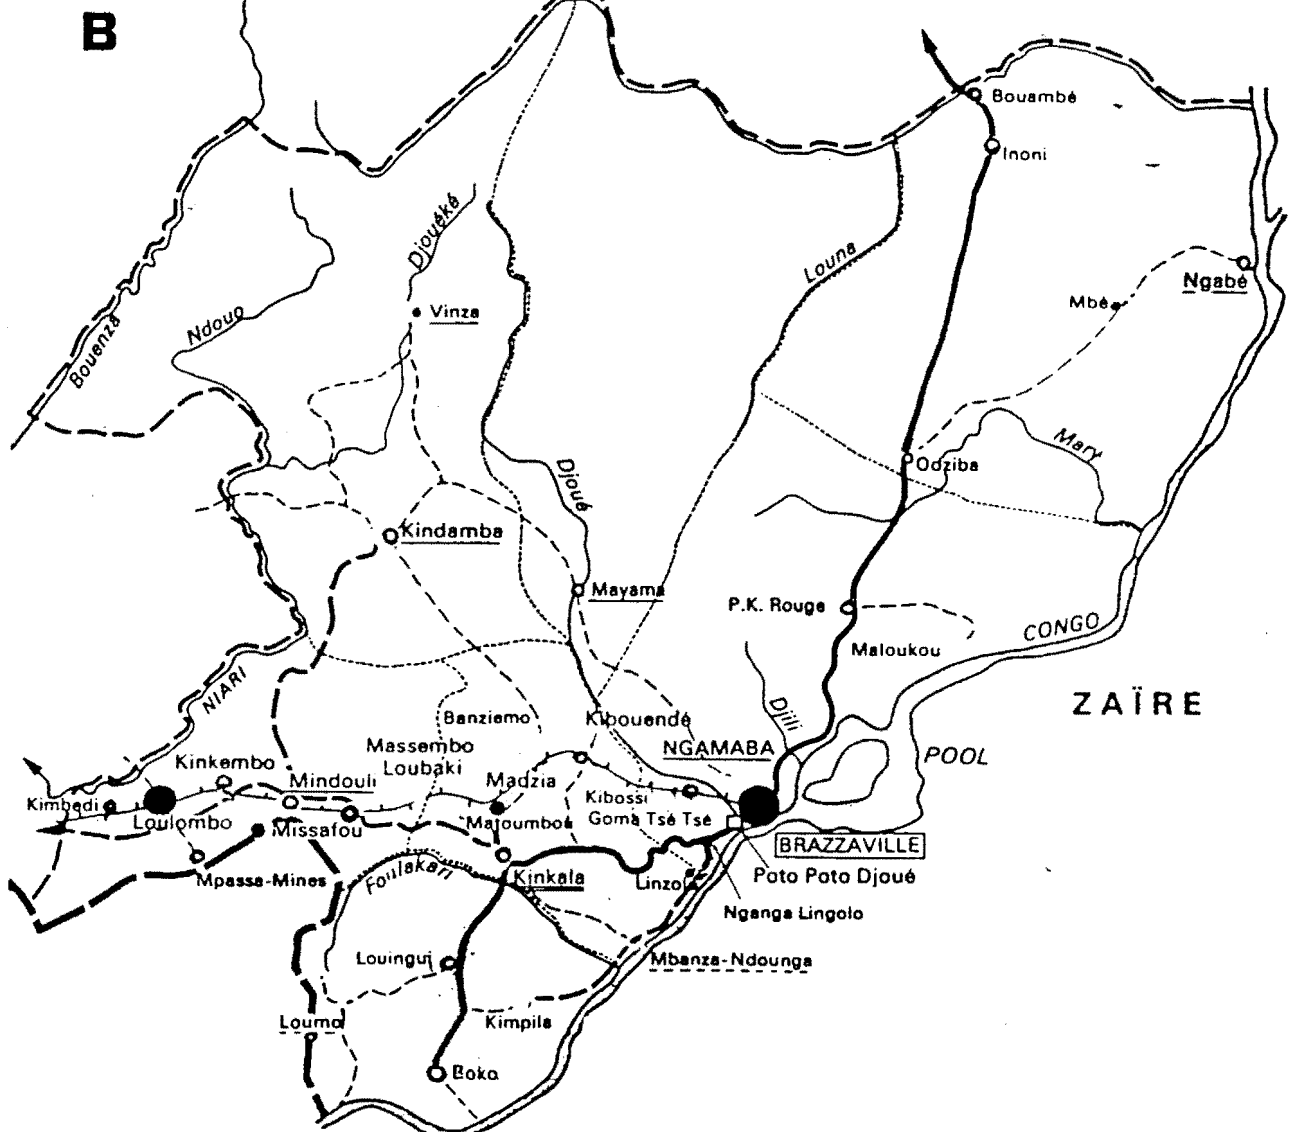 B
Bouambé
Inoni
Djouéké
Louna
Ngabé
Mbé
Vinza
Ndouo
Bouenza
Mary
Odziba
Djoué
Kindamba
Mayama
P.K. Rouge
CONGO
Maloukou
NIARI
ZAÏRE
Djili
Banziemo
Kibouendé
Massembo
Loubaki
NGAMABA
POOL
Kinkembo
Mindouli
Madzia
Kimbedi
Kibossi
Loulombo
Missafou
Matoumbou
Goma Tsé Tsé
BRAZZAVILLE
Mpassa-Mines
Foulakari
Kinkala
Linzolo
Poto Poto Djoué
Nganga Lingolo
Louingui
Mbanza-Ndounga
Loumo
Kimpila
Boko